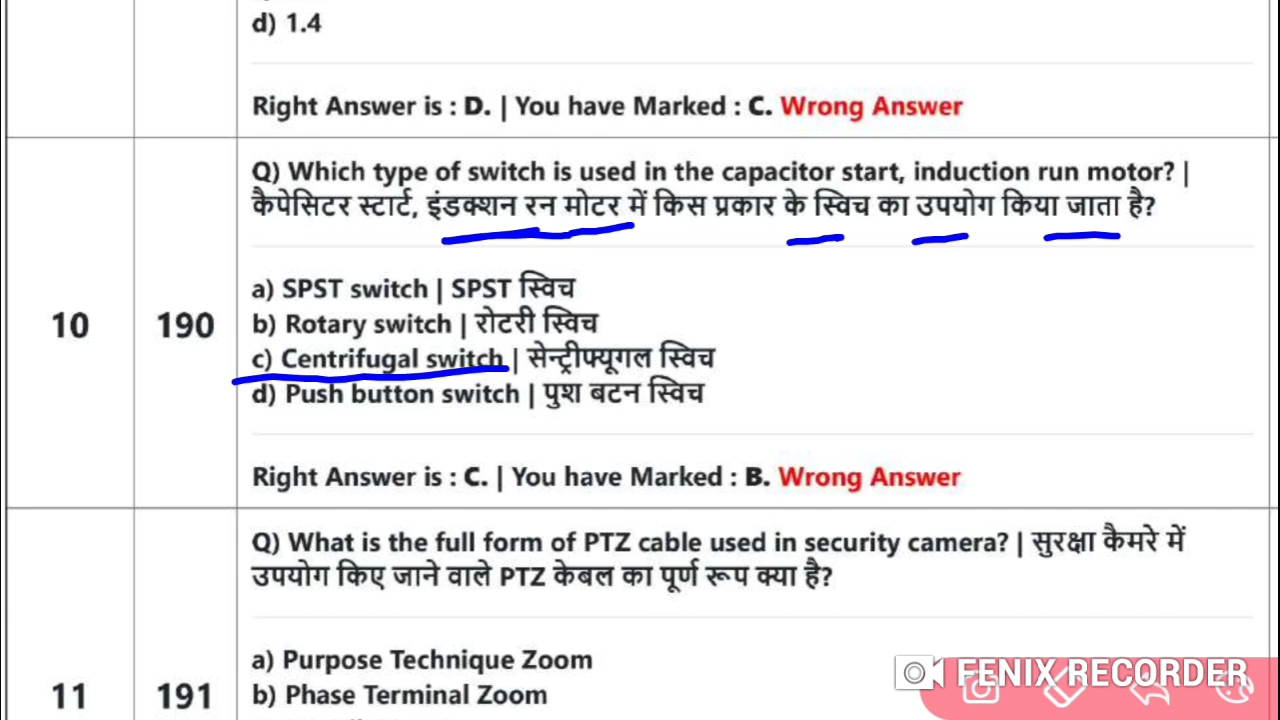 d) 1.4
Right Answer is : D. | You have Marked : C. Wrong Answer
Q) Which type of switch is used in the capacitor start, induction run motor? |
कैपेसिटर स्टार्ट, इंडक्शन रन मोटर में किस प्रकार के स्विच का उपयोग किया जाता है?
10
190
a) SPST switch | SPST स्विच
b) Rotary switch | रोटरी स्विच
c) Centrifugal switch | सेन्ट्रीफ्यूगल स्विच
d) Push button switch | पुश बटन स्विच
Right Answer is : C. | You have Marked : B. Wrong Answer
Q) What is the full form of PTZ cable used in security camera? | सुरक्षा कैमरे में
उपयोग किए जाने वाले PTZ केबल का पूर्ण रूप क्या है?
11
191
a) Purpose Technique Zoom
b) Phase Terminal Zoom
FENIX RECORDER